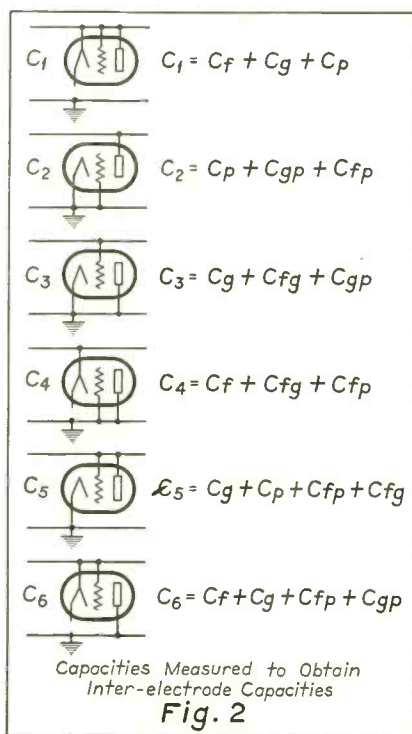 C1 C1 = Cf + Cg + Cp
C2 C2 = Cp + Cgp + Cfp
C3 C3 = Cg + Cfg + Cgp
C4 C4 = Cf + Cfg + Cfp
C5 C5 = Cg + Cp + Cfp + Cfg
C6 C6 = Cf + Cg + Cfp + Cgp
Capacities Measured to Obtain
Inter-electrode Capacities
Fig. 2